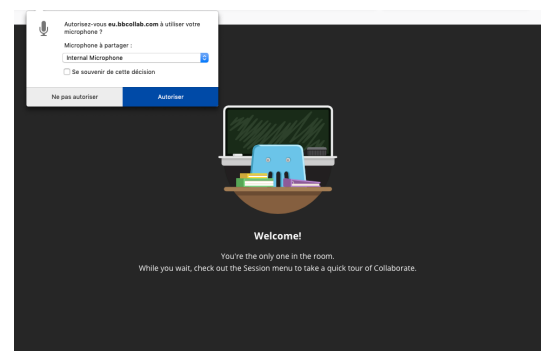 Autorisez-vous eu.bbcollab.com à utiliser votre
microphone ?
Microphone à partager :
Internal Microphone
Se souvenir de cette décision
Ne pas autoriser
Autoriser
Welcome!
You're the only one in the room.
While you wait, check out the Session menu to take a quick tour of Collaborate.